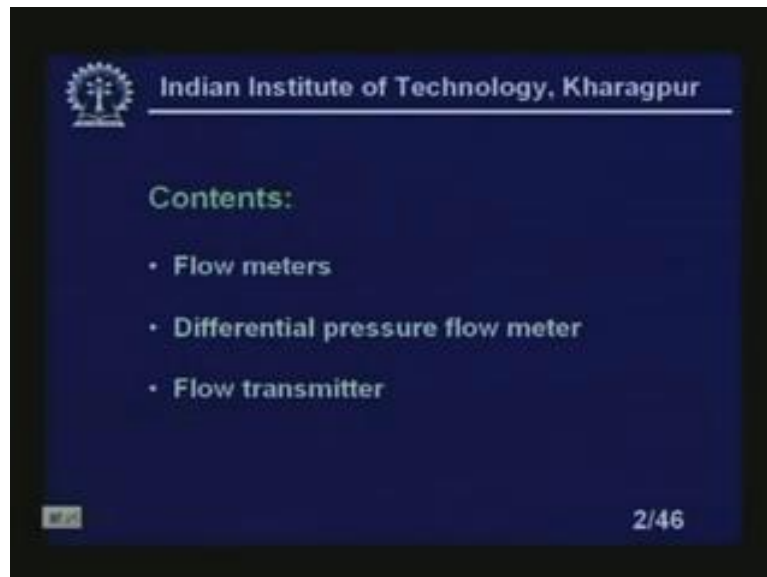 Indian Institute of Technology, Kharagpur
Contents:
• Flow meters
• Differential pressure flow meter
• Flow transmitter
2/46